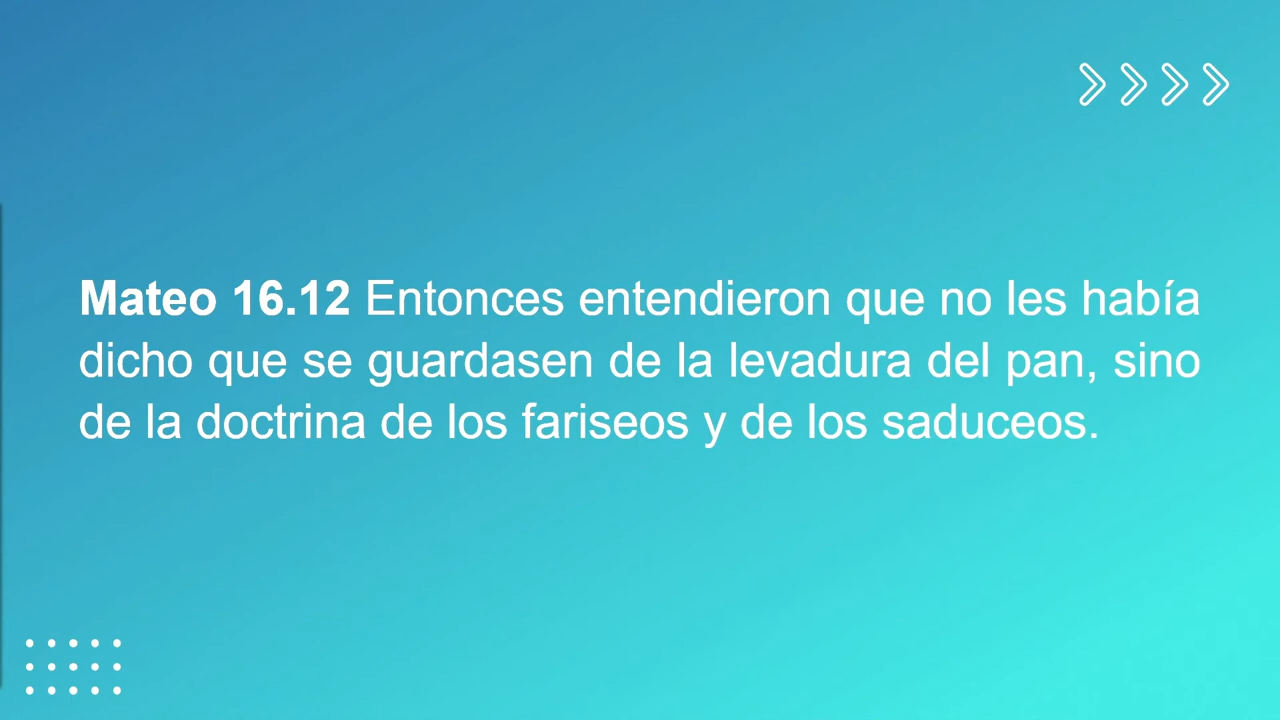 Mateo 16.12 Entonces entendieron que no les había
dicho que se guardasen de la levadura del pan, sino
de la doctrina de los fariseos y de los saduceos.